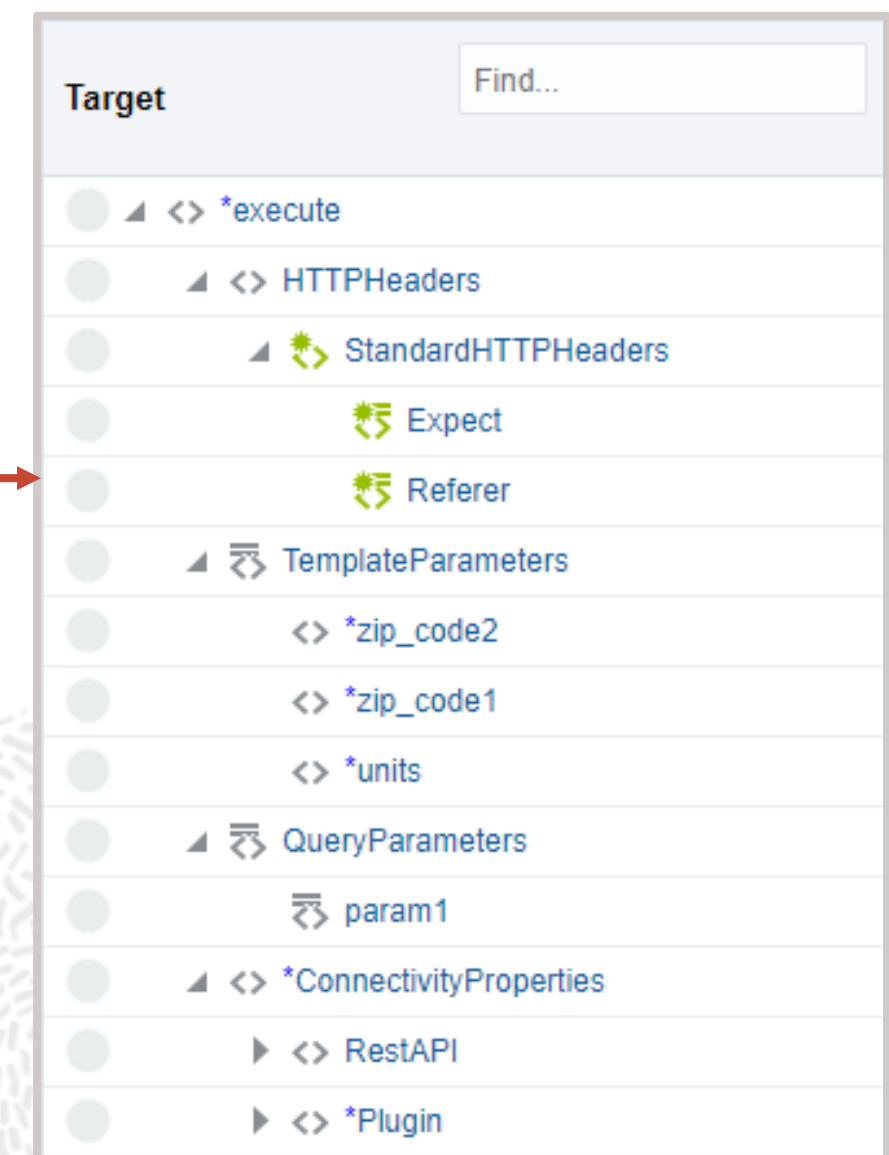 Target
Find...
*execute
HTTPHeaders
StandardHTTPHeaders
Expect
Referer
TemplateParameters
*zip_code2
*zip_code1
*units
QueryParameters
param1
*ConnectivityProperties
RestAPI
*Plugin